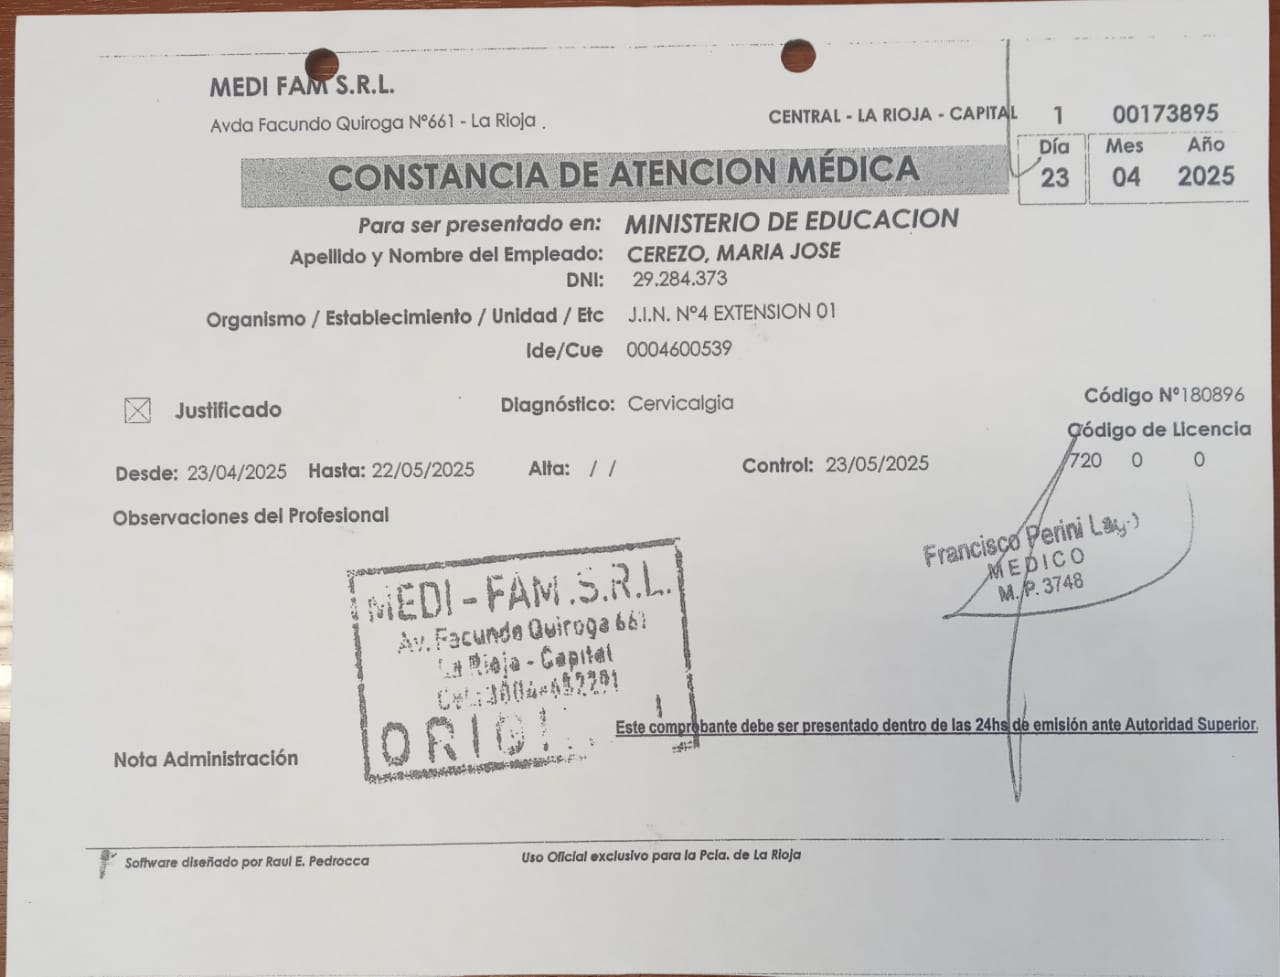 MEDI FAM S.R.L.
Avda Facundo Quiroga Nº661 - La Rioja .
CENTRAL - LA RIOJA - CAPITAL 1 00173895
Día Mes Año
23 04 2025
CONSTANCIA DE ATENCION MÉDICA
Para ser presentado en: MINISTERIO DE EDUCACION
Apellido y Nombre del Empleado: CEREZO, MARIA JOSE
DNI: 29.284.373
Organismo / Establecimiento / Unidad / Etc J.I.N. Nº4 EXTENSION 01
Ide/Cue 0004600539
Justificado
Diagnóstico: Cervicalgia
Código Nº180896
Código de Licencia
720 0 0
Desde: 23/04/2025 Hasta: 22/05/2025 Alta: / / Control: 23/05/2025
Observaciones del Profesional
Francisco Perini
MEDICO
M.P. 3748
MEDI-FAM.S.R.L.
Av. Facundo Quiroga 661
La Rioja - Capital
Este comprobante debe ser presentado dentro de las 24hs de emisión ante Autoridad Superior.
Nota Administración
Software diseñado por Raul E. Pedrocca
Uso Oficial exclusivo para la Pcia. de La Rioja